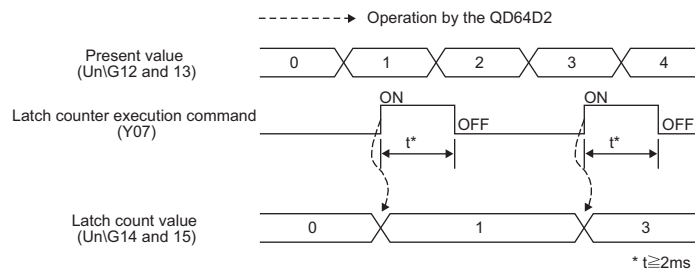 Operation by the QD64D2
Present value
(Un\G12 and 13)
0 1 2 3 4
Latch counter execution command
(Y07)
ON OFF ON OFF
t* t*
Latch count value
(Un\G14 and 15)
0 1 3
* t≧2ms